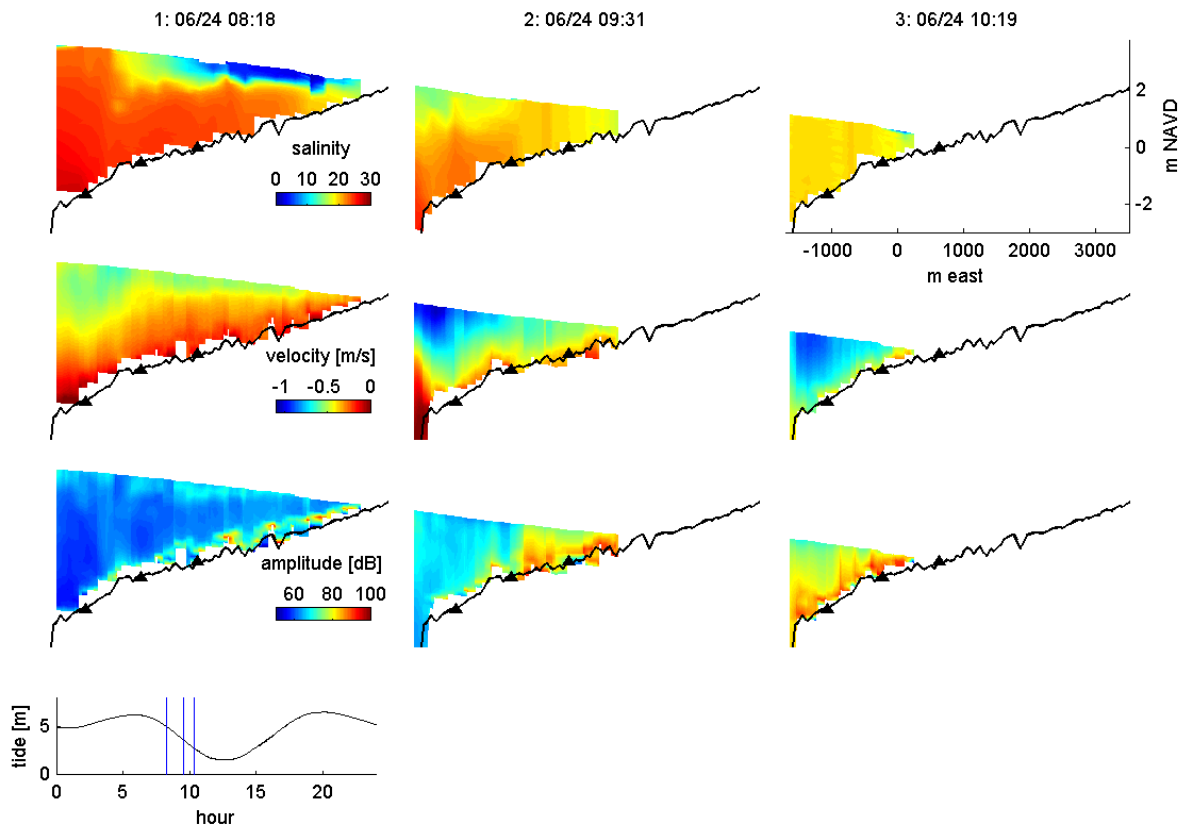 1: 06/24 08:18
2: 06/24 09:31
3: 06/24 10:19
salinity
0 10 20 30
2
0
-2
m NAVD
-1000 0 1000 2000 3000
m east
velocity [m/s]
-1 -0.5 0
amplitude [dB]
60 80 100
tide [m]
5
0
0 5 10 15 20
hour